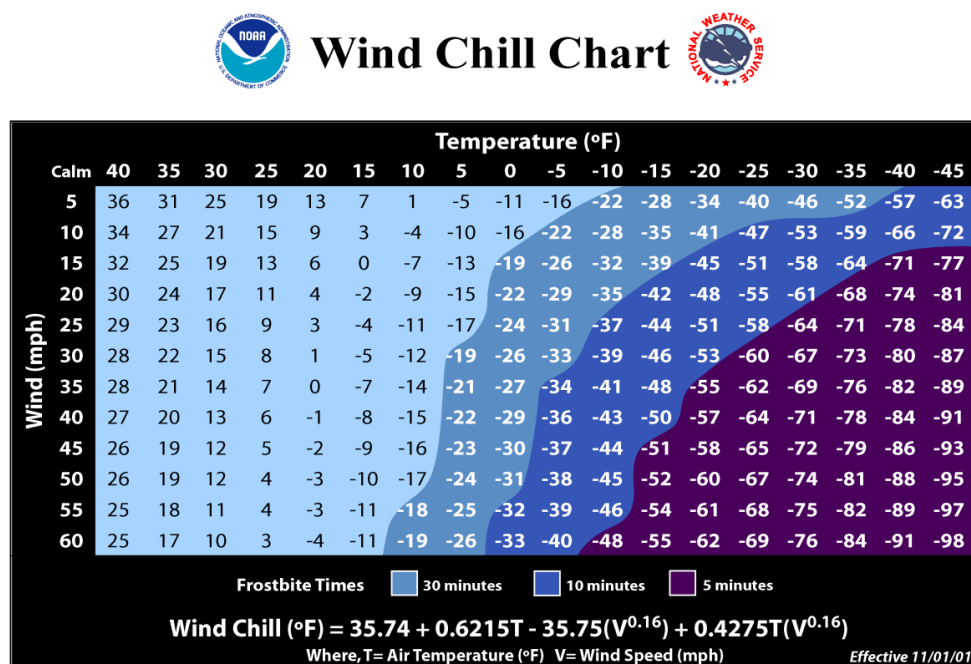 NATIONAL OCEANIC AND ATMOSPHERIC ADMINISTRATION
NOAA
U.S. DEPARTMENT OF COMMERCE
Wind Chill Chart
NATIONAL WEATHER SERVICE
Temperature (ºF)
Calm 40 35 30 25 20 15 10 5 0 -5 -10 -15 -20 -25 -30 -35 -40 -45
Wind (mph)
5 36 31 25 19 13 7 1 -5 -11 -16 -22 -28 -34 -40 -46 -52 -57 -63
10 34 27 21 15 9 3 -4 -10 -16 -22 -28 -35 -41 -47 -53 -59 -66 -72
15 32 25 19 13 6 0 -7 -13 -19 -26 -32 -39 -45 -51 -58 -64 -71 -77
20 30 24 17 11 4 -2 -9 -15 -22 -29 -35 -42 -48 -55 -61 -68 -74 -81
25 29 23 16 9 3 -4 -11 -17 -24 -31 -37 -44 -51 -58 -64 -71 -78 -84
30 28 22 15 8 1 -5 -12 -19 -26 -33 -39 -46 -53 -60 -67 -73 -80 -87
35 28 21 14 7 0 -7 -14 -21 -27 -34 -41 -48 -55 -62 -69 -76 -82 -89
40 27 20 13 6 -1 -8 -15 -22 -29 -36 -43 -50 -57 -64 -71 -78 -84 -91
45 26 19 12 5 -2 -9 -16 -23 -30 -37 -44 -51 -58 -65 -72 -79 -86 -93
50 26 19 12 4 -3 -10 -17 -24 -31 -38 -45 -52 -60 -67 -74 -81 -88 -95
55 25 18 11 4 -3 -11 -18 -25 -32 -39 -46 -54 -61 -68 -75 -82 -89 -97
60 25 17 10 3 -4 -11 -19 -26 -33 -40 -48 -55 -62 -69 -76 -84 -91 -98
Frostbite Times 30 minutes 10 minutes 5 minutes
Wind Chill (ºF) = 35.74 + 0.6215T - 35.75(V^0.16) + 0.4275T(V^0.16)
Where, T= Air Temperature (ºF) V= Wind Speed (mph)
Effective 11/01/01